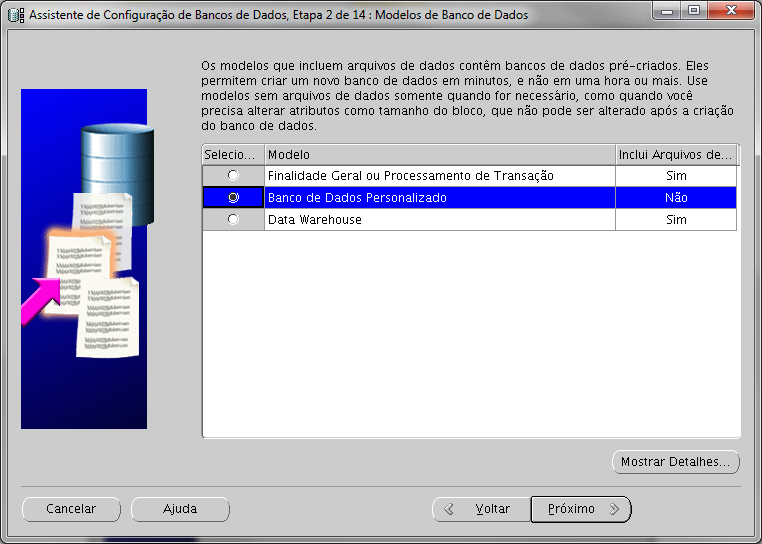 Assistente de Configuração de Bancos de Dados, Etapa 2 de 14 : Modelos de Banco de Dados
Os modelos que incluem arquivos de dados contêm bancos de dados pré-criados. Eles
permitem criar um novo banco de dados em minutos, e não em uma hora ou mais. Use
modelos sem arquivos de dados somente quando for necessário, como quando você
precisa alterar atributos como tamanho do bloco, que não pode ser alterado após a criação
do banco de dados.
Selecio... Modelo Inclui Arquivos de...
Finalidade Geral ou Processamento de Transação Sim
Banco de Dados Personalizado Não
Data Warehouse Sim
Mostrar Detalhes...
Cancelar Ajuda Voltar Próximo